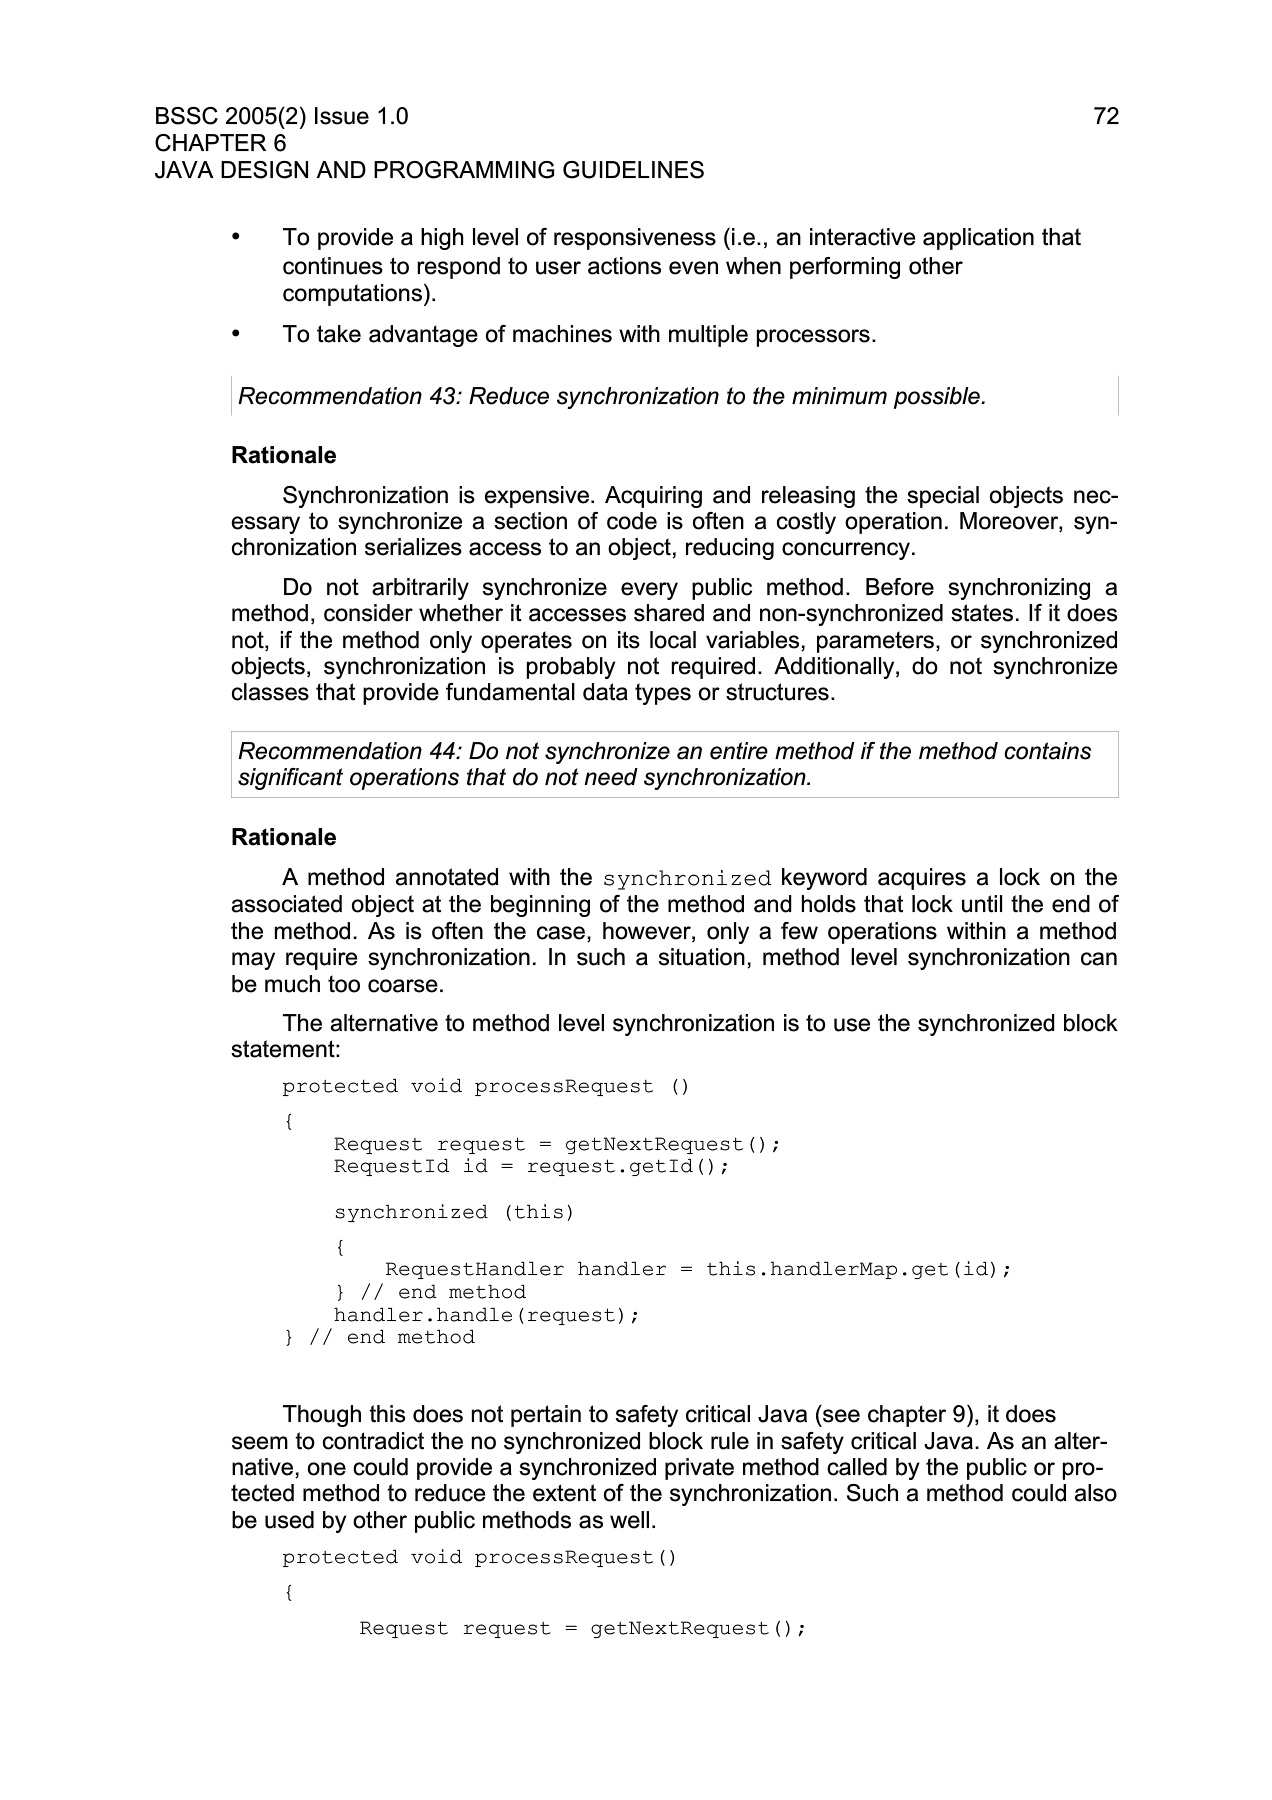 BSSC 2005(2) Issue 1.0 72
CHAPTER 6
JAVA DESIGN AND PROGRAMMING GUIDELINES
• To provide a high level of responsiveness (i.e., an interactive application that
continues to respond to user actions even when performing other
computations).
• To take advantage of machines with multiple processors.
Recommendation 43: Reduce synchronization to the minimum possible.
Rationale
Synchronization is expensive. Acquiring and releasing the special objects nec-
essary to synchronize a section of code is often a costly operation. Moreover, syn-
chronization serializes access to an object, reducing concurrency.
Do not arbitrarily synchronize every public method. Before synchronizing a
method, consider whether it accesses shared and non-synchronized states. If it does
not, if the method only operates on its local variables, parameters, or synchronized
objects, synchronization is probably not required. Additionally, do not synchronize
classes that provide fundamental data types or structures.
Recommendation 44: Do not synchronize an entire method if the method contains
significant operations that do not need synchronization.
Rationale
A method annotated with the synchronized keyword acquires a lock on the
associated object at the beginning of the method and holds that lock until the end of
the method. As is often the case, however, only a few operations within a method
may require synchronization. In such a situation, method level synchronization can
be much too coarse.
The alternative to method level synchronization is to use the synchronized block
statement:
protected void processRequest ()
{
Request request = getNextRequest();
RequestId id = request.getId();
synchronized (this)
{
RequestHandler handler = this.handlerMap.get(id);
} // end method
handler.handle(request);
} // end method
Though this does not pertain to safety critical Java (see chapter 9), it does
seem to contradict the no synchronized block rule in safety critical Java. As an alter-
native, one could provide a synchronized private method called by the public or pro-
tected method to reduce the extent of the synchronization. Such a method could also
be used by other public methods as well.
protected void processRequest()
{
Request request = getNextRequest();